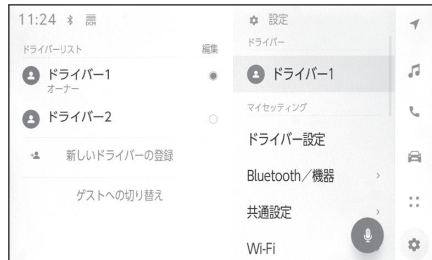 11:24
ドライバーリスト
編集
ドライバー1
オーナー
ドライバー2
新しいドライバーの登録
ゲストへの切り替え
設定
ドライバー
ドライバー1
マイセッティング
ドライバー設定
Bluetooth／機器
共通設定
Wi-Fi